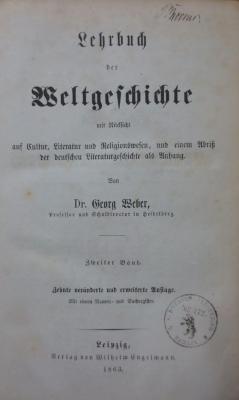 Lehrbuch
der
Weltgeschichte
mit Rücksicht
auf Cultur, Literatur und Religionswesen, und einem Abriß
der deutschen Literaturgeschichte als Anhang.
Von
Dr. Georg Weber,
Professor und Schuldirector in Heidelberg.
Zweiter Band.
Zehnte veränderte und erweiterte Auflage.
Mit einem Namen- und Sachregister.
Leipzig,
Verlag von Wilhelm Engelmann.
1863.